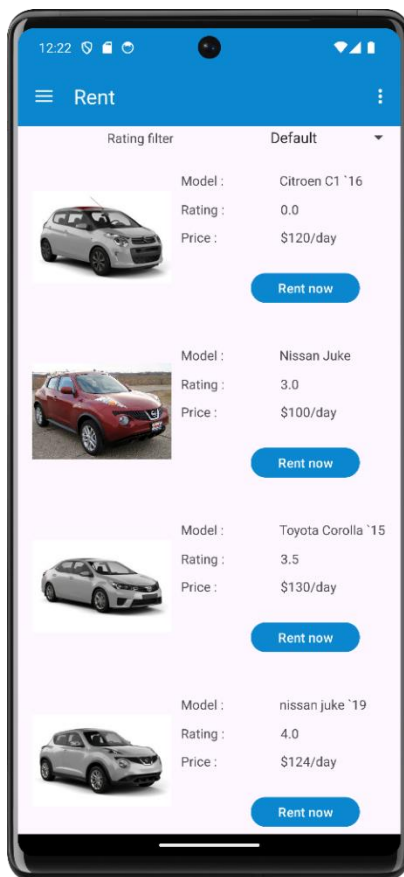 12:22
Rent
Rating filter Default
Model : Citroen C1 `16
Rating : 0.0
Price : $120/day
Rent now
Model : Nissan Juke
Rating : 3.0
Price : $100/day
Rent now
Model : Toyota Corolla `15
Rating : 3.5
Price : $130/day
Rent now
Model : nissan juke `19
Rating : 4.0
Price : $124/day
Rent now